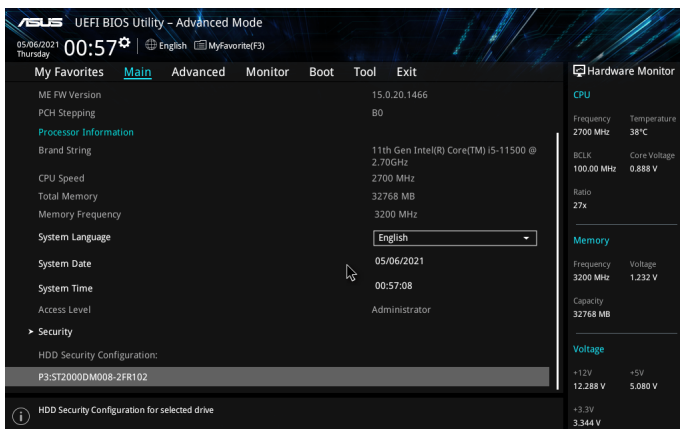 ASUS UEFI BIOS Utility – Advanced Mode
05/06/2021 Thursday 00:57 English MyFavorite(F3)
My Favorites Main Advanced Monitor Boot Tool Exit
ME FW Version 15.0.20.1466
PCH Stepping B0
Processor Information
Brand String 11th Gen Intel(R) Core(TM) i5-11500 @
2.70GHz
CPU Speed 2700 MHz
Total Memory 32768 MB
Memory Frequency 3200 MHz
System Language English
System Date 05/06/2021
System Time 00:57:08
Access Level Administrator
Security
HDD Security Configuration:
P3:ST2000DM008-2FR102
HDD Security Configuration for selected drive
Hardware Monitor
CPU
Frequency Temperature
2700 MHz 38°C
BCLK Core Voltage
100.00 MHz 0.888 V
Ratio
27x
Memory
Frequency Voltage
3200 MHz 1.232 V
Capacity
32768 MB
Voltage
+12V +5V
12.288 V 5.080 V
+3.3V
3.344 V